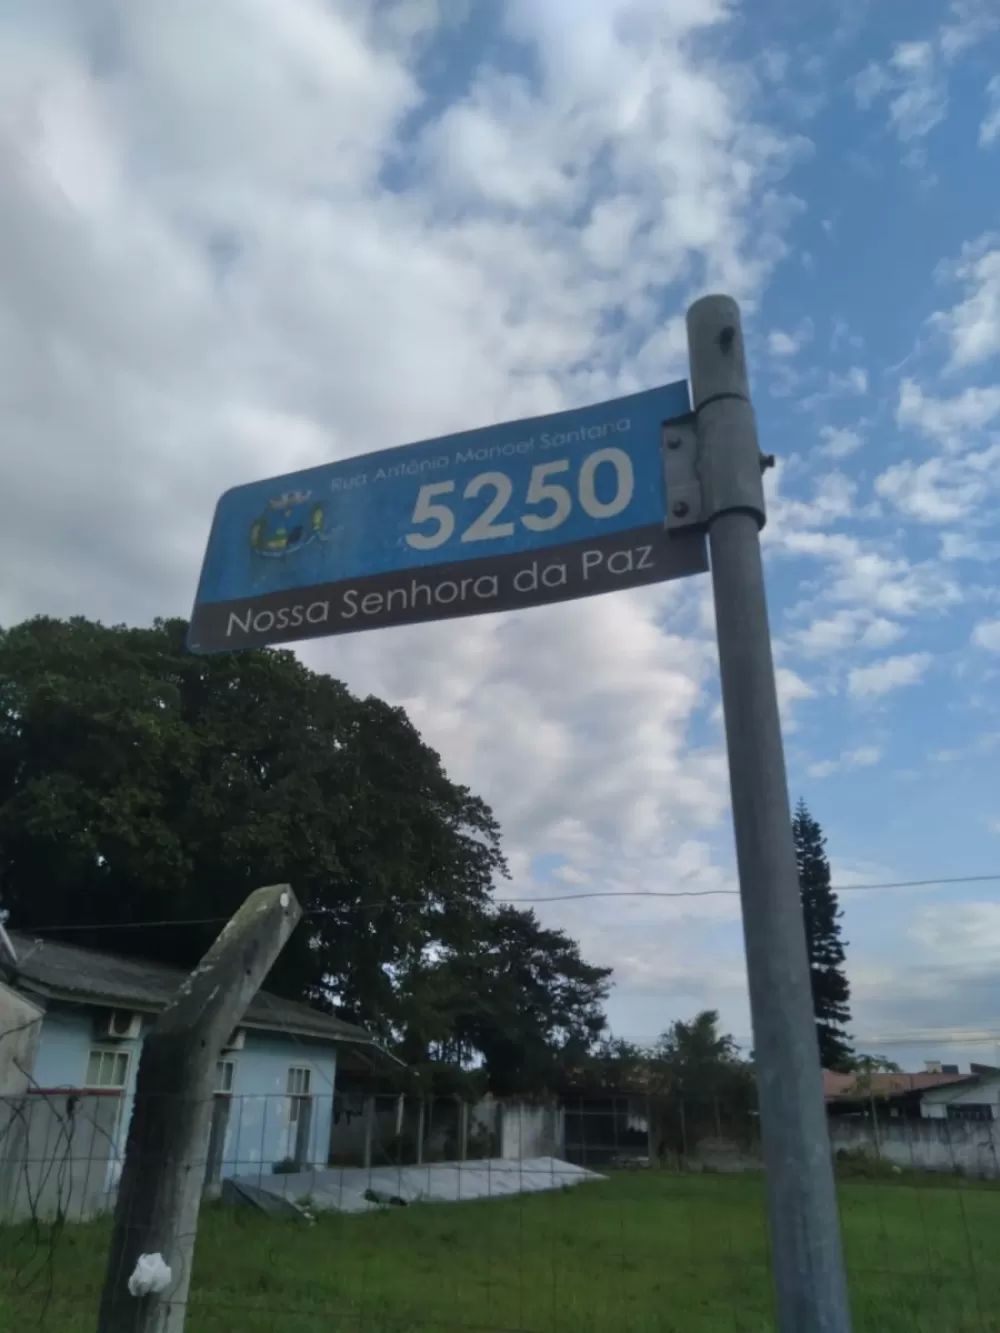 Rua Antônio Manoel Santana
5250
Nossa Senhora da Paz